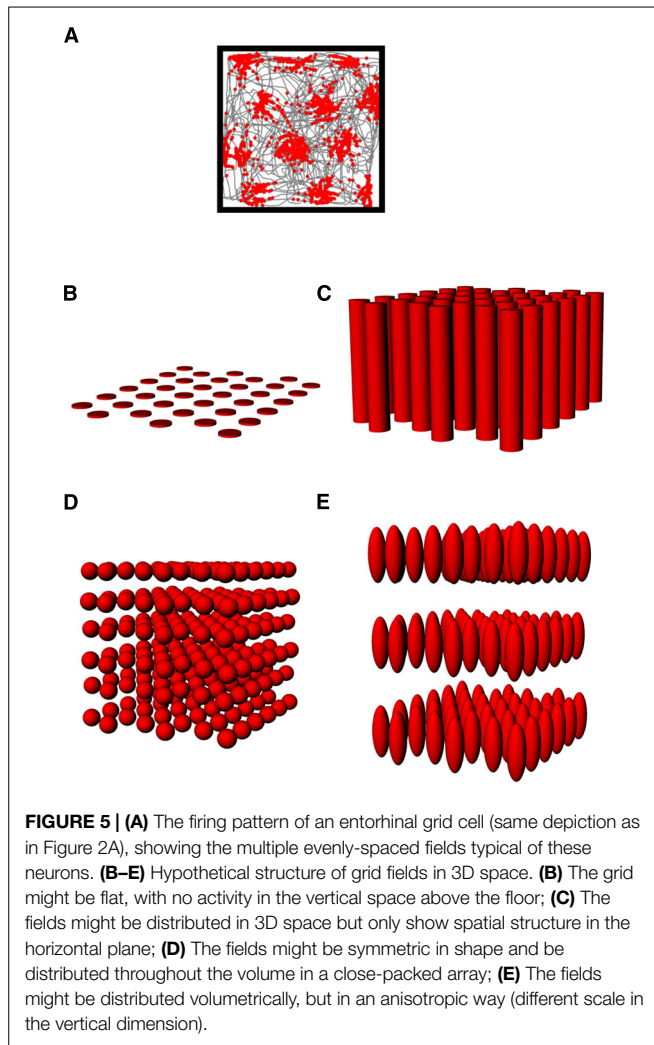 A
B
C
D
E
FIGURE 5 | (A) The firing pattern of an entorhinal grid cell (same depiction as
in Figure 2A), showing the multiple evenly-spaced fields typical of these
neurons. (B–E) Hypothetical structure of grid fields in 3D space. (B) The grid
might be flat, with no activity in the vertical space above the floor; (C) The
fields might be distributed in 3D space but only show spatial structure in the
horizontal plane; (D) The fields might be symmetric in shape and be
distributed throughout the volume in a close-packed array; (E) The fields
might be distributed volumetrically, but in an anisotropic way (different scale in
the vertical dimension).